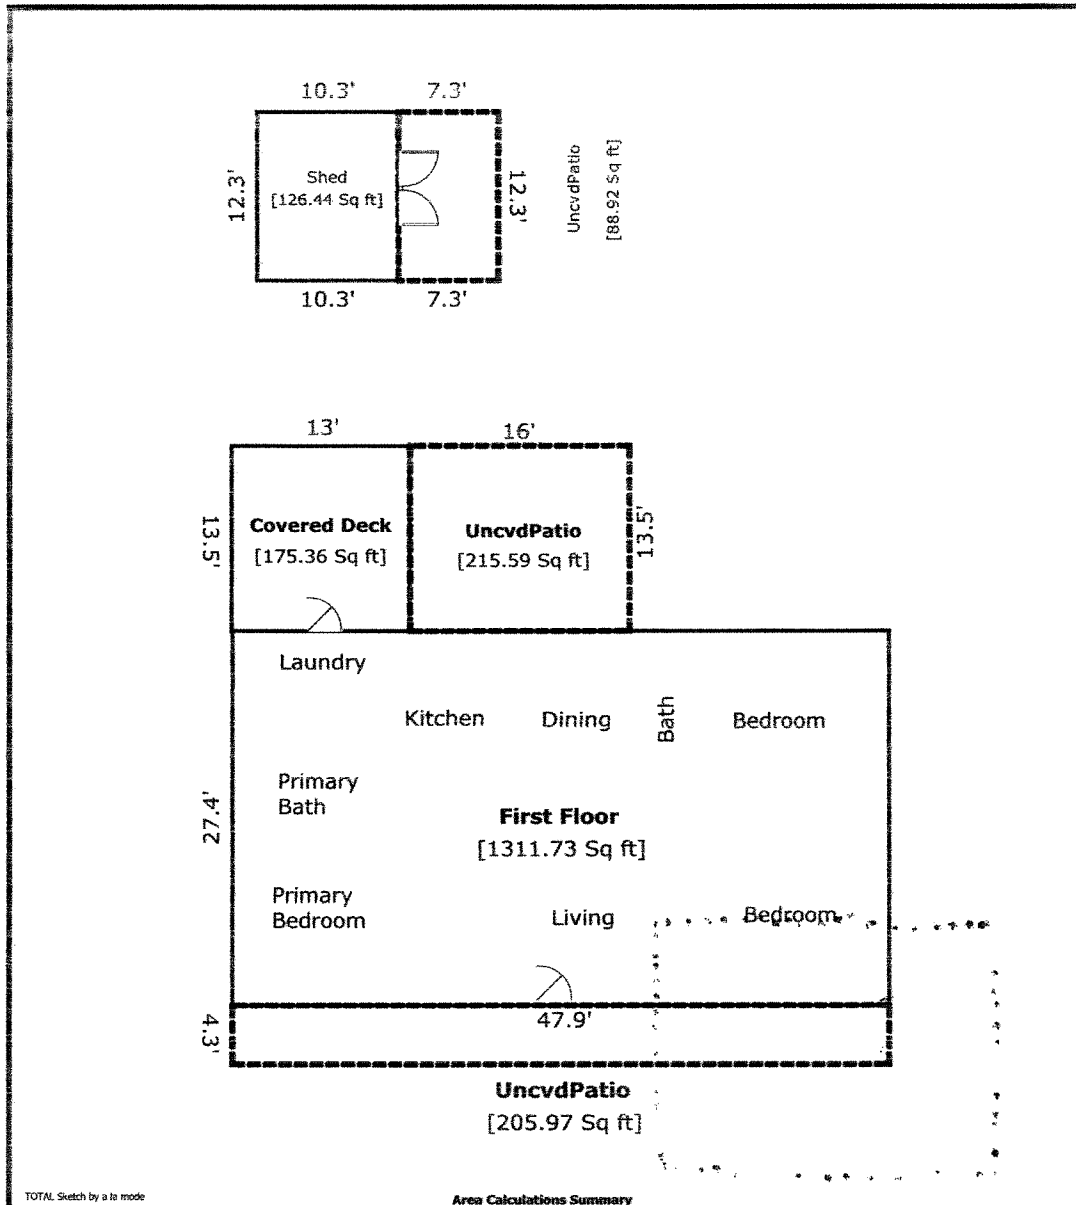 10.3' 7.3'
12.3'
Shed
[126.44 Sq ft]
12.3'
UncvdPatio
[88.92 Sq ft]
10.3' 7.3'
13' 16'
13.5'
Covered Deck
[175.36 Sq ft]
UncvdPatio
[215.59 Sq ft]
13.5'
Laundry
Kitchen Dining Bath Bedroom
Primary
Bath
27.4'
First Floor
[1311.73 Sq ft]
Primary
Bedroom
Living Bedroom
4.3'
47.9'
UncvdPatio
[205.97 Sq ft]
TOTAL Sketch by a la mode
Area Calculations Summary